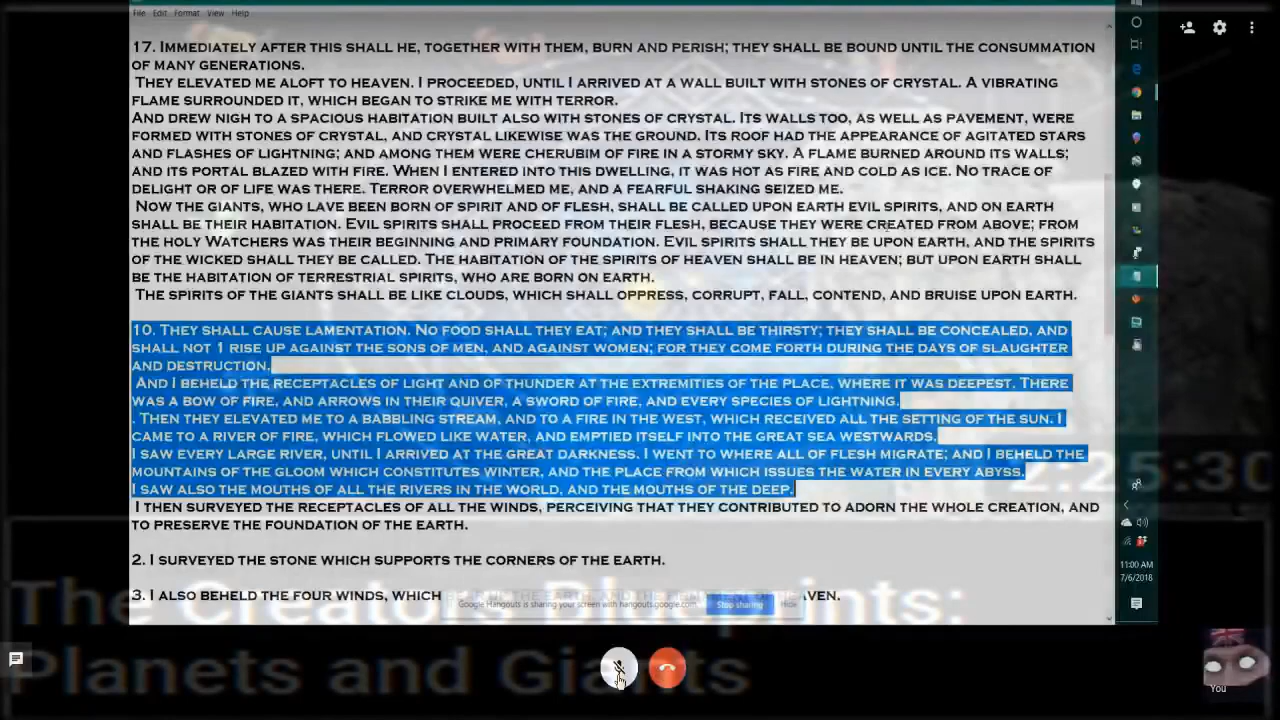 File Edit Format View Help
17. Immediately after this shall he, together with them, burn and perish; they shall be bound until the consummation
of many generations.
They elevated me aloft to heaven. I proceeded, until I arrived at a wall built with stones of crystal. A vibrating
flame surrounded it, which began to strike me with terror.
And drew nigh to a spacious habitation built also with stones of crystal. Its walls too, as well as pavement, were
formed with stones of crystal, and crystal likewise was the ground. Its roof had the appearance of agitated stars
and flashes of lightning; and among them were cherubim of fire in a stormy sky. A flame burned around its walls;
and its portal blazed with fire. When I entered into this dwelling, it was hot as fire and cold as ice. No trace of
delight or of life was there. Terror overwhelmed me, and a fearful shaking seized me.
Now the giants, who lave been born of spirit and of flesh, shall be called upon earth evil spirits, and on earth
shall be their habitation. Evil spirits shall proceed from their flesh, because they were created from above; from
the holy Watchers was their beginning and primary foundation. Evil spirits shall they be upon earth, and the spirits
of the wicked shall they be called. The habitation of the spirits of heaven shall be in heaven; but upon earth shall
be the habitation of terrestrial spirits, who are born on earth.
The spirits of the giants shall be like clouds, which shall oppress, corrupt, fall, contend, and bruise upon earth.
10. They shall cause lamentation. No food shall they eat; and they shall be thirsty; they shall be concealed, and
shall not 1 rise up against the sons of men, and against women; for they come forth during the days of slaughter
and destruction.
And I beheld the receptacles of light and of thunder at the extremities of the place, where it was deepest. There
was a bow of fire, and arrows in their quiver, a sword of fire, and every species of lightning.
. Then they elevated me to a babbling stream, and to a fire in the west, which received all the setting of the sun. I
came to a river of fire, which flowed like water, and emptied itself into the great sea westwards.
I saw every large river, until I arrived at the great darkness. I went to where all of flesh migrate; and I beheld the
mountains of the gloom which constitutes winter, and the place from which issues the water in every abyss.
I saw also the mouths of all the rivers in the world, and the mouths of the deep.
I then surveyed the receptacles of all the winds, perceiving that they contributed to adorn the whole creation, and
to preserve the foundation of the earth.
2. I surveyed the stone which supports the corners of the earth.
3. I also beheld the four winds, which
Google Hangouts is sharing your screen with hangouts.google.com.
Stop sharing
Hide
2:25:30
11:00 AM
7/6/2018
The Creators Blueprints:
Planets and Giants
You